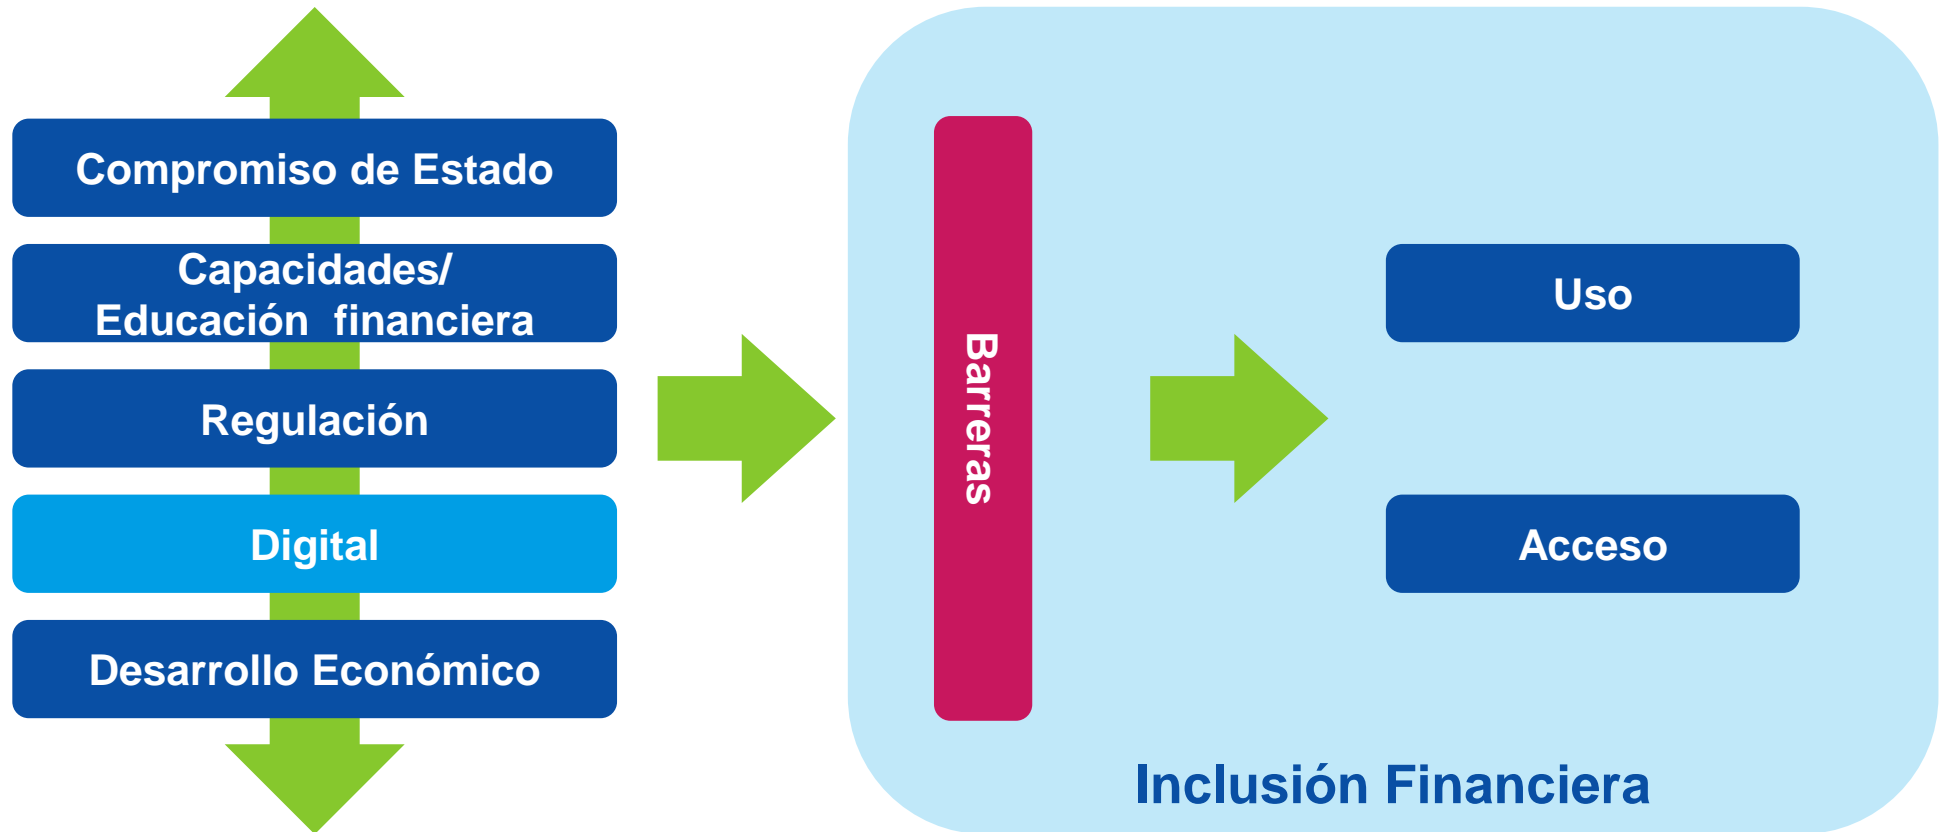 Compromiso de Estado
Capacidades/
Educación financiera
Regulación
Digital
Desarrollo Económico
Barreras
Uso
Acceso
Inclusión Financiera